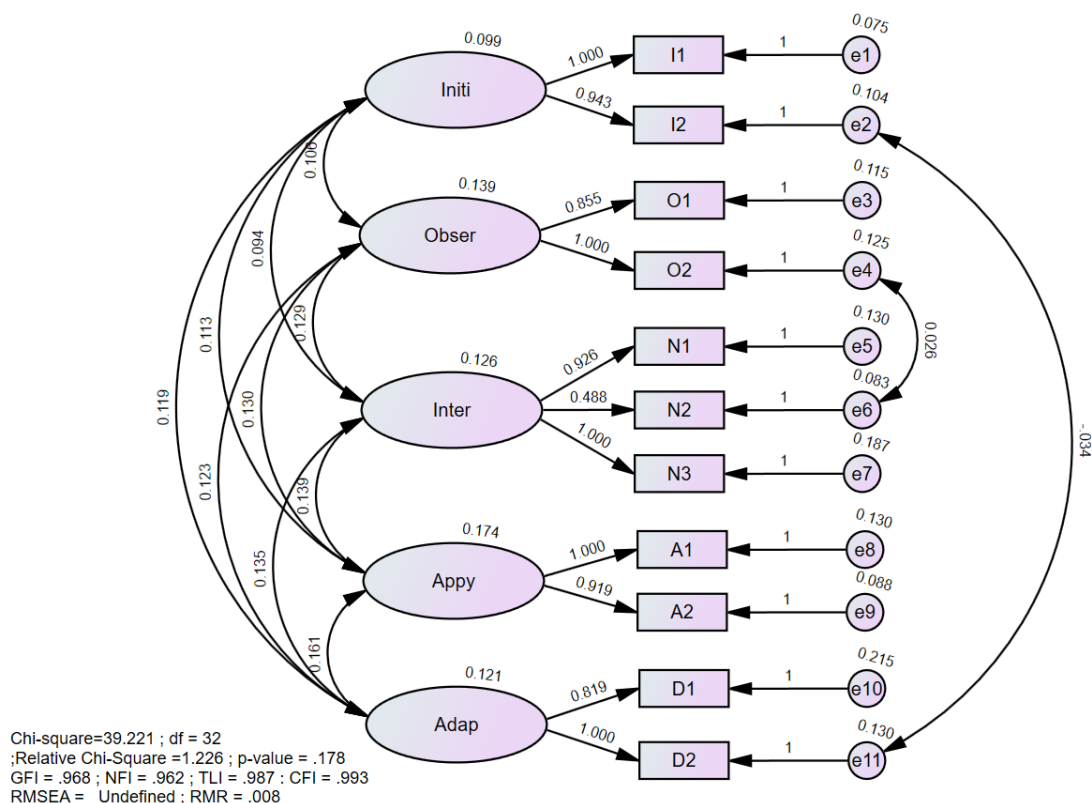 0.099
Initi
1.000
0.943
I1
1
0.075
e1
I2
1
0.104
e2
0.100
0.139
Obser
0.855
1.000
O1
1
0.115
e3
O2
1
0.125
e4
0.094
0.129
0.113
0.130
0.119
0.123
0.126
Inter
0.926
0.488
1.000
N1
1
0.130
e5
N2
1
0.083
e6
N3
1
0.187
e7
0.026
-.034
0.139
0.135
0.174
Appy
1.000
0.919
A1
1
0.130
e8
A2
1
0.088
e9
0.161
0.121
Adap
0.819
1.000
D1
1
0.215
e10
D2
1
0.130
e11
Chi-square=39.221 ; df = 32
;Relative Chi-Square =1.226 ; p-value = .178
GFI = .968 ; NFI = .962 ; TLI = .987 : CFI = .993
RMSEA = Undefined : RMR = .008